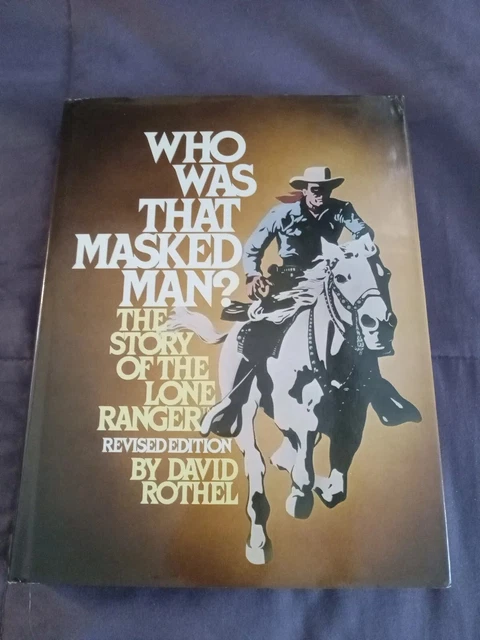 WHO
WAS
THAT
MASKED
MAN?
THE
STORY
OF THE
LONE
RANGER
REVISED EDITION
BY DAVID
ROTHEL